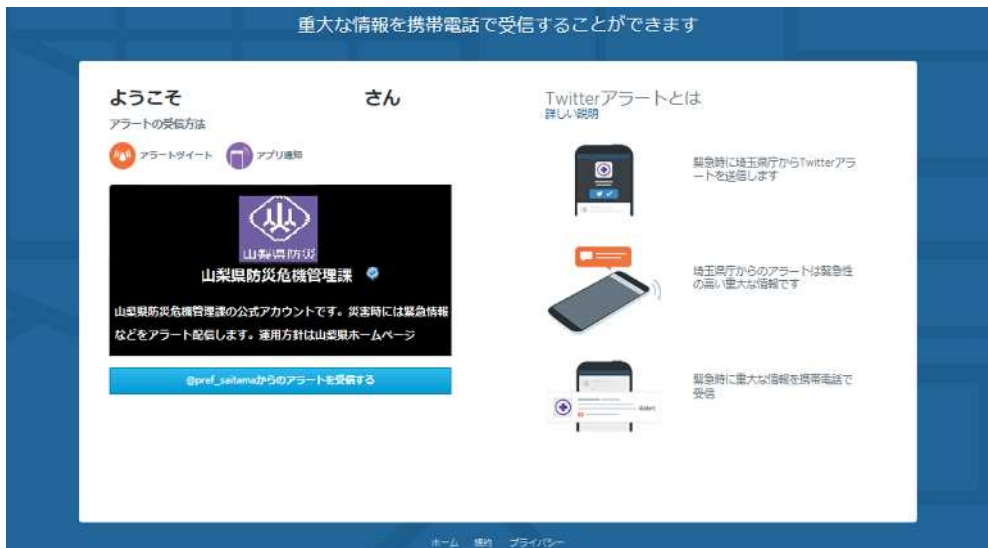 重大な情報を携帯電話で受信することができます
ようこそ さん
アラートの受信方法
アラートツイート アプリ通知
山梨県防災
山梨県防災危機管理課
山梨県防災危機管理課の公式アカウントです。災害時には緊急情報
などをアラート配信します。運用方針は山梨県ホームページ
@pref_saitamaからのアラートを受信する
Twitterアラートとは
詳しい説明
緊急時に埼玉県庁からTwitterアラ
ートを送信します
埼玉県庁からのアラートは緊急性
の高い重大な情報です
緊急時に重大な情報を携帯電話で
受信
ホーム 規約 プライバシー